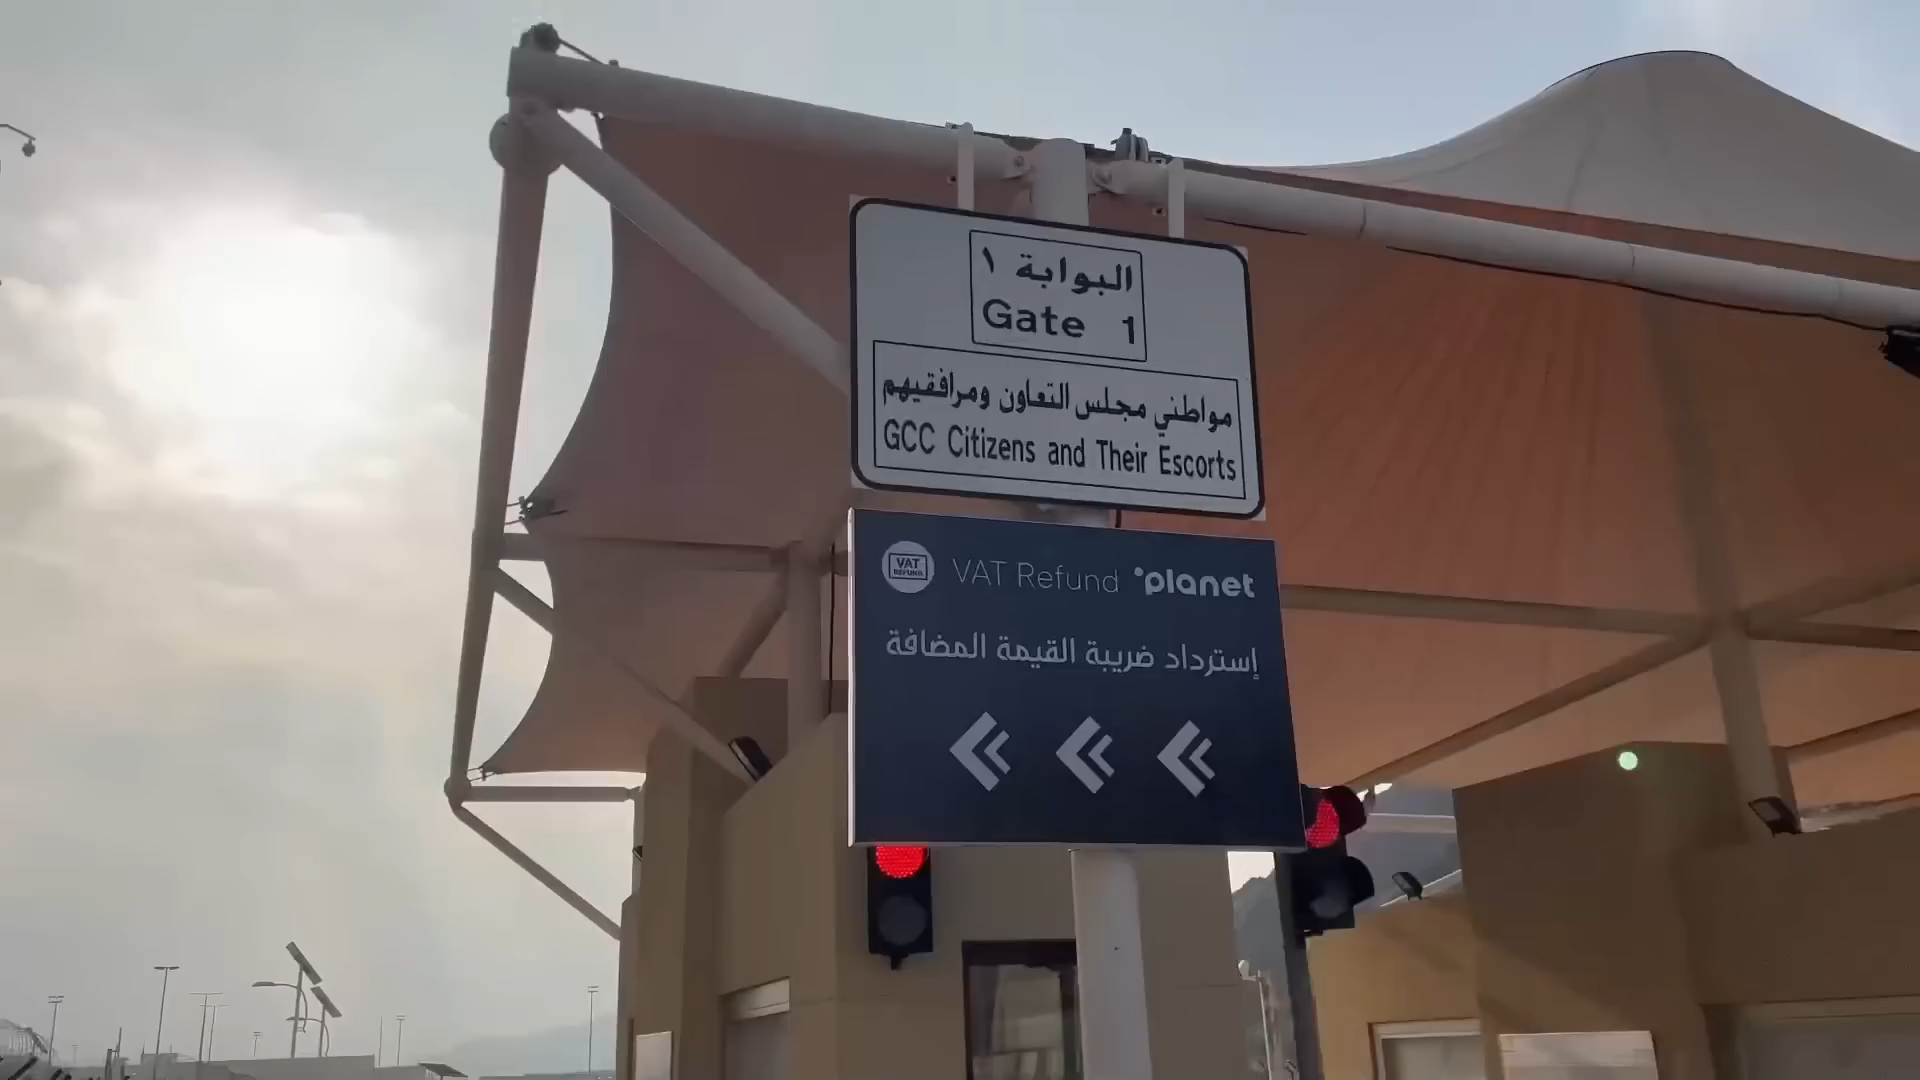 البوابة ١
Gate 1
مواطني مجلس التعاون ومرافقيهم
GCC Citizens and Their Escorts
VAT REFUND
VAT Refund planet
إسترداد ضريبة القيمة المضافة